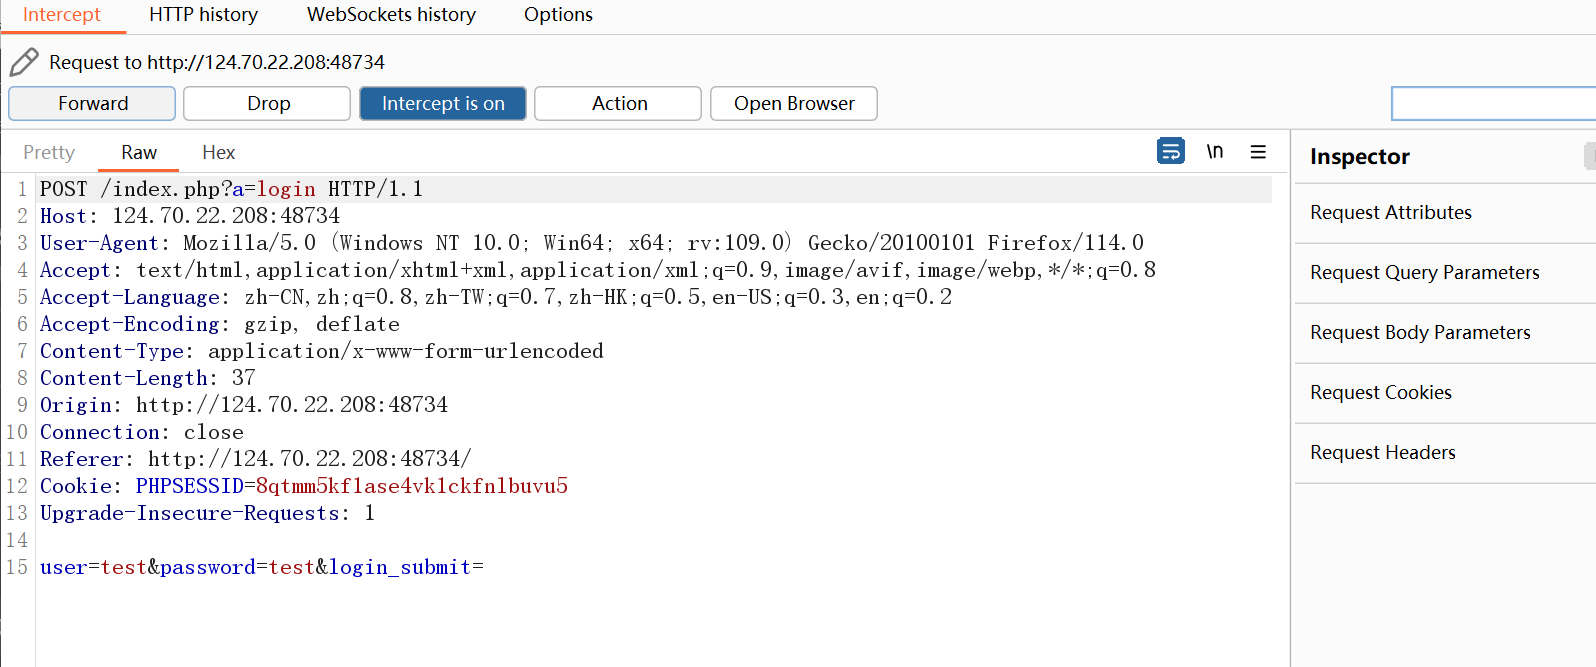 Intercept HTTP history WebSockets history Options
Request to http://124.70.22.208:48734
Forward Drop Intercept is on Action Open Browser
Pretty Raw Hex \n
Inspector
1 POST /index.php?a=login HTTP/1.1
2 Host: 124.70.22.208:48734
3 User-Agent: Mozilla/5.0 (Windows NT 10.0; Win64; x64; rv:109.0) Gecko/20100101 Firefox/114.0
4 Accept: text/html,application/xhtml+xml,application/xml;q=0.9,image/avif,image/webp,*/*;q=0.8
5 Accept-Language: zh-CN,zh;q=0.8,zh-TW;q=0.7,zh-HK;q=0.5,en-US;q=0.3,en;q=0.2
6 Accept-Encoding: gzip, deflate
7 Content-Type: application/x-www-form-urlencoded
8 Content-Length: 37
9 Origin: http://124.70.22.208:48734
10 Connection: close
11 Referer: http://124.70.22.208:48734/
12 Cookie: PHPSESSID=8qtmm5kf1ase4vk1ckfnlbuvu5
13 Upgrade-Insecure-Requests: 1
14
15 user=test&password=test&login_submit=
Request Attributes
Request Query Parameters
Request Body Parameters
Request Cookies
Request Headers